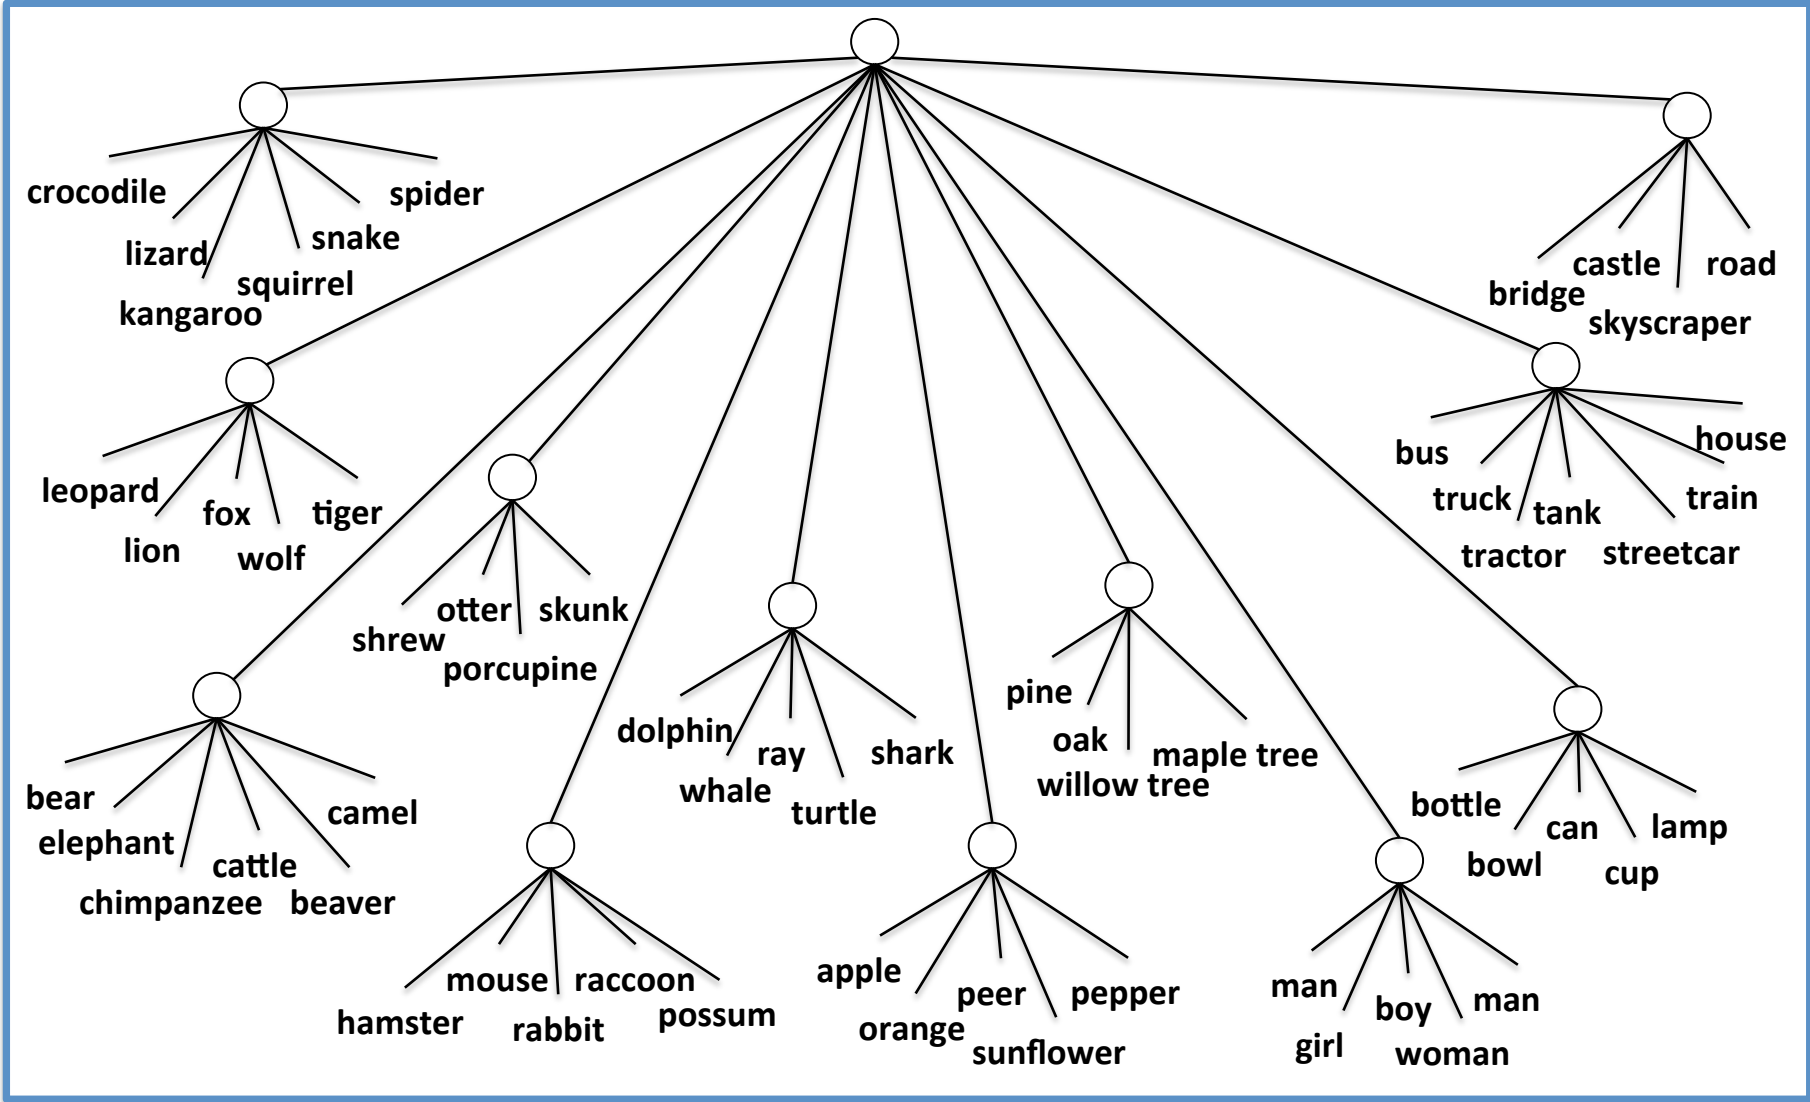 crocodile
lizard
kangaroo
squirrel
snake
spider
leopard
lion
fox
wolf
tiger
bear
elephant
chimpanzee
cattle
beaver
camel
shrew
otter
porcupine
skunk
hamster
mouse
rabbit
raccoon
possum
dolphin
whale
ray
turtle
shark
apple
orange
peer
sunflower
pepper
pine
oak
willow tree
maple tree
man
girl
boy
woman
man
bottle
bowl
can
cup
lamp
bus
truck
tractor
tank
streetcar
train
house
bridge
castle
skyscraper
road